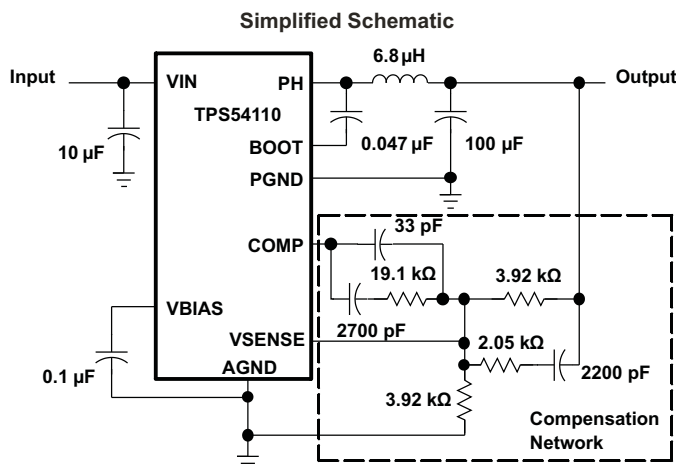 Simplified Schematic
6.8 µH
Input
VIN
PH
Output
TPS54110
10 µF
BOOT
0.047 µF
100 µF
PGND
COMP
33 pF
19.1 kΩ
3.92 kΩ
VBIAS
2700 pF
VSENSE
2.05 kΩ
2200 pF
AGND
0.1 µF
3.92 kΩ
Compensation
Network